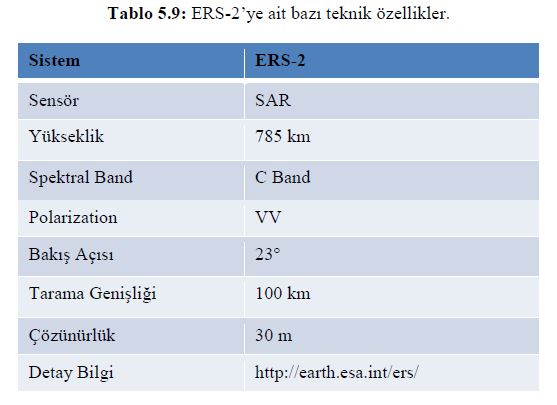 Tablo 5.9: ERS-2’ye ait bazı teknik özellikler.
Sistem ERS-2
Sensör SAR
Yükseklik 785 km
Spektral Band C Band
Polarization VV
Bakış Açısı 23°
Tarama Genişliği 100 km
Çözünürlük 30 m
Detay Bilgi http://earth.esa.int/ers/